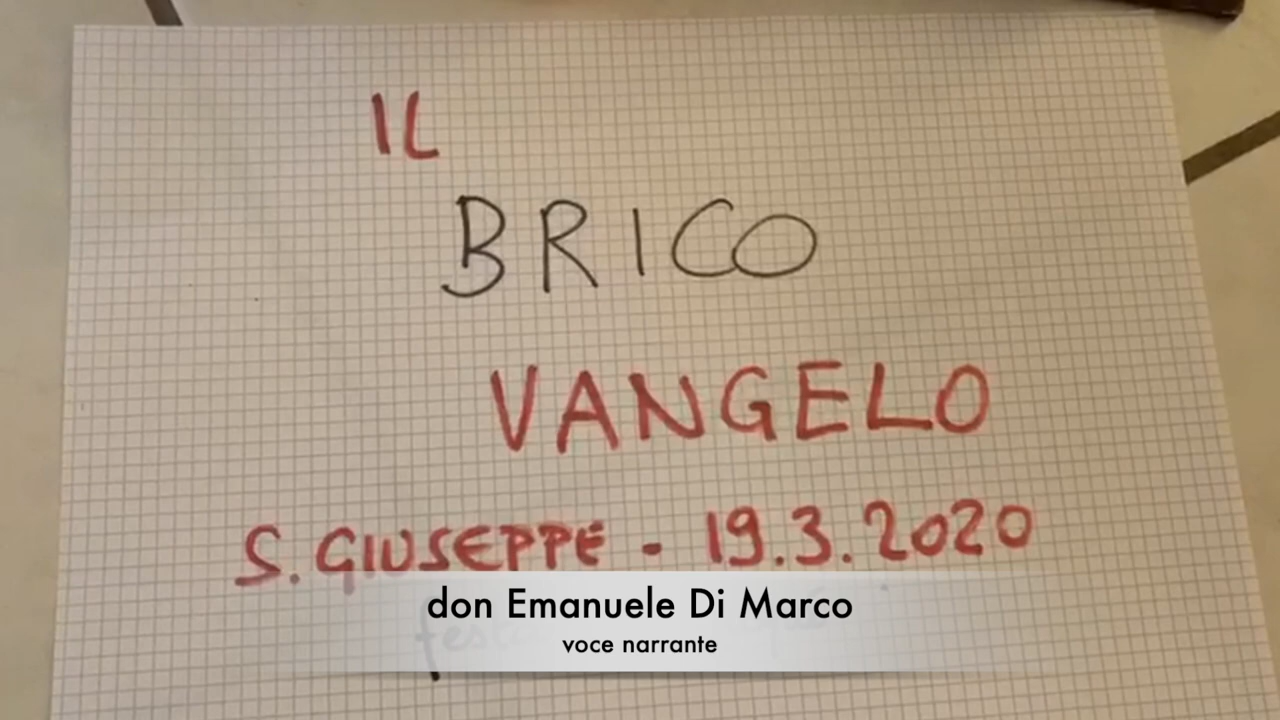 IL
BRICO
VANGELO
S. GIUSEPPE - 19.3.2020
don Emanuele Di Marco
voce narrante